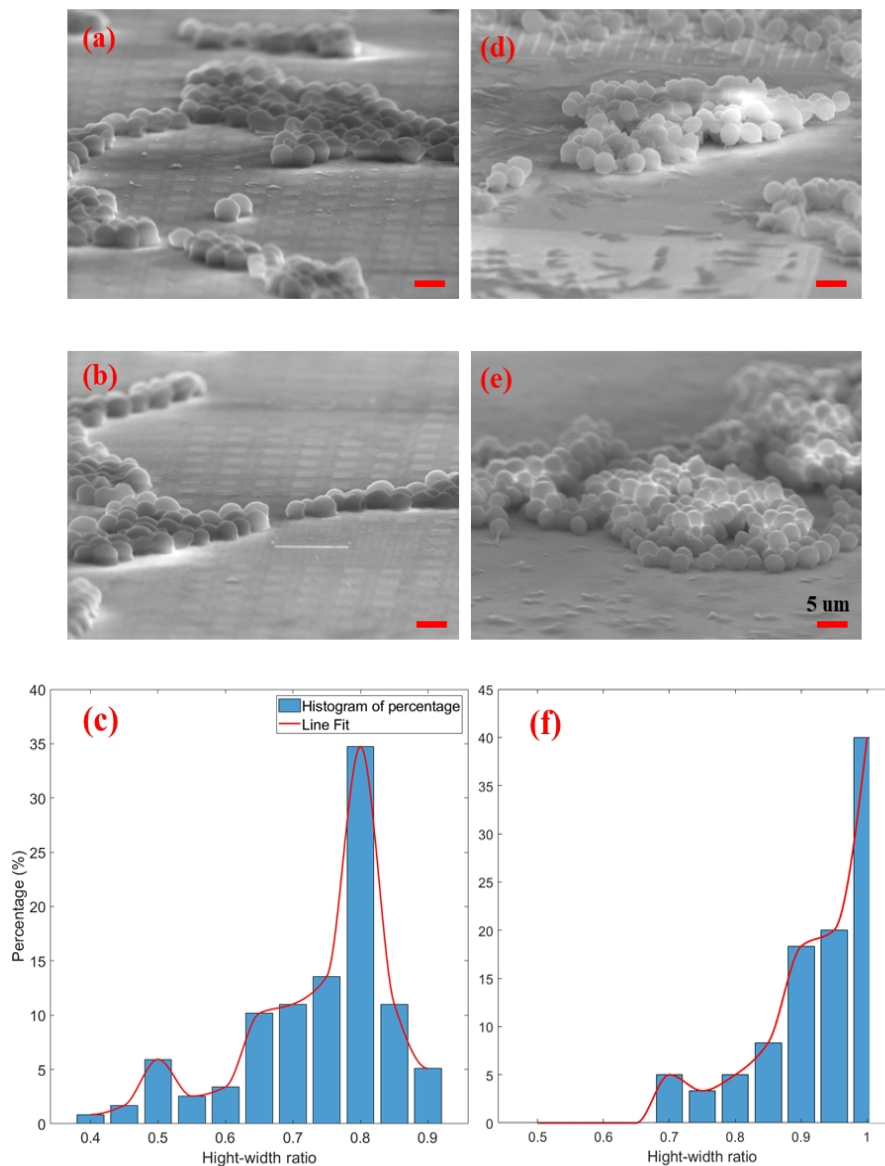 (a)
(d)
(b)
(e)
5 um
(c)
Histogram of percentage
Line Fit
Percentage (%)
40
35
30
25
20
15
10
5
0
0.4 0.5 0.6 0.7 0.8 0.9
Hight-width ratio
(f)
45
40
35
30
25
20
15
10
5
0
0.5 0.6 0.7 0.8 0.9 1
Hight-width ratio